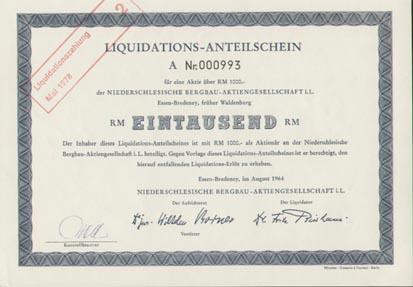 LIQUIDATIONS-ANTEILSCHEIN
A Nr. 000993
Liquidationszahlung
Mai 1978
2
für eine Aktie über RM 1000.-
der NIEDERSCHLESISCHE BERGBAU-AKTIENGESELLSCHAFT i.L.
Essen-Bredeney, früher Waldenburg
RM EINTAUSEND RM
Der Inhaber dieses Liquidations-Anteilscheines ist mit RM 1000.- als Aktionär an der Niederschlesische
Bergbau-Aktiengesellschaft i.L. beteiligt. Gegen Vorlage dieses Liquidations-Anteilscheines ist er berechtigt, den
hierauf entfallenden Liquidations-Erlös zu erheben.
Essen-Bredeney, im August 1964
NIEDERSCHLESISCHE BERGBAU-AKTIENGESELLSCHAFT i.L.
Der Aufsichtsrat
Der Liquidator
Vorsitzer